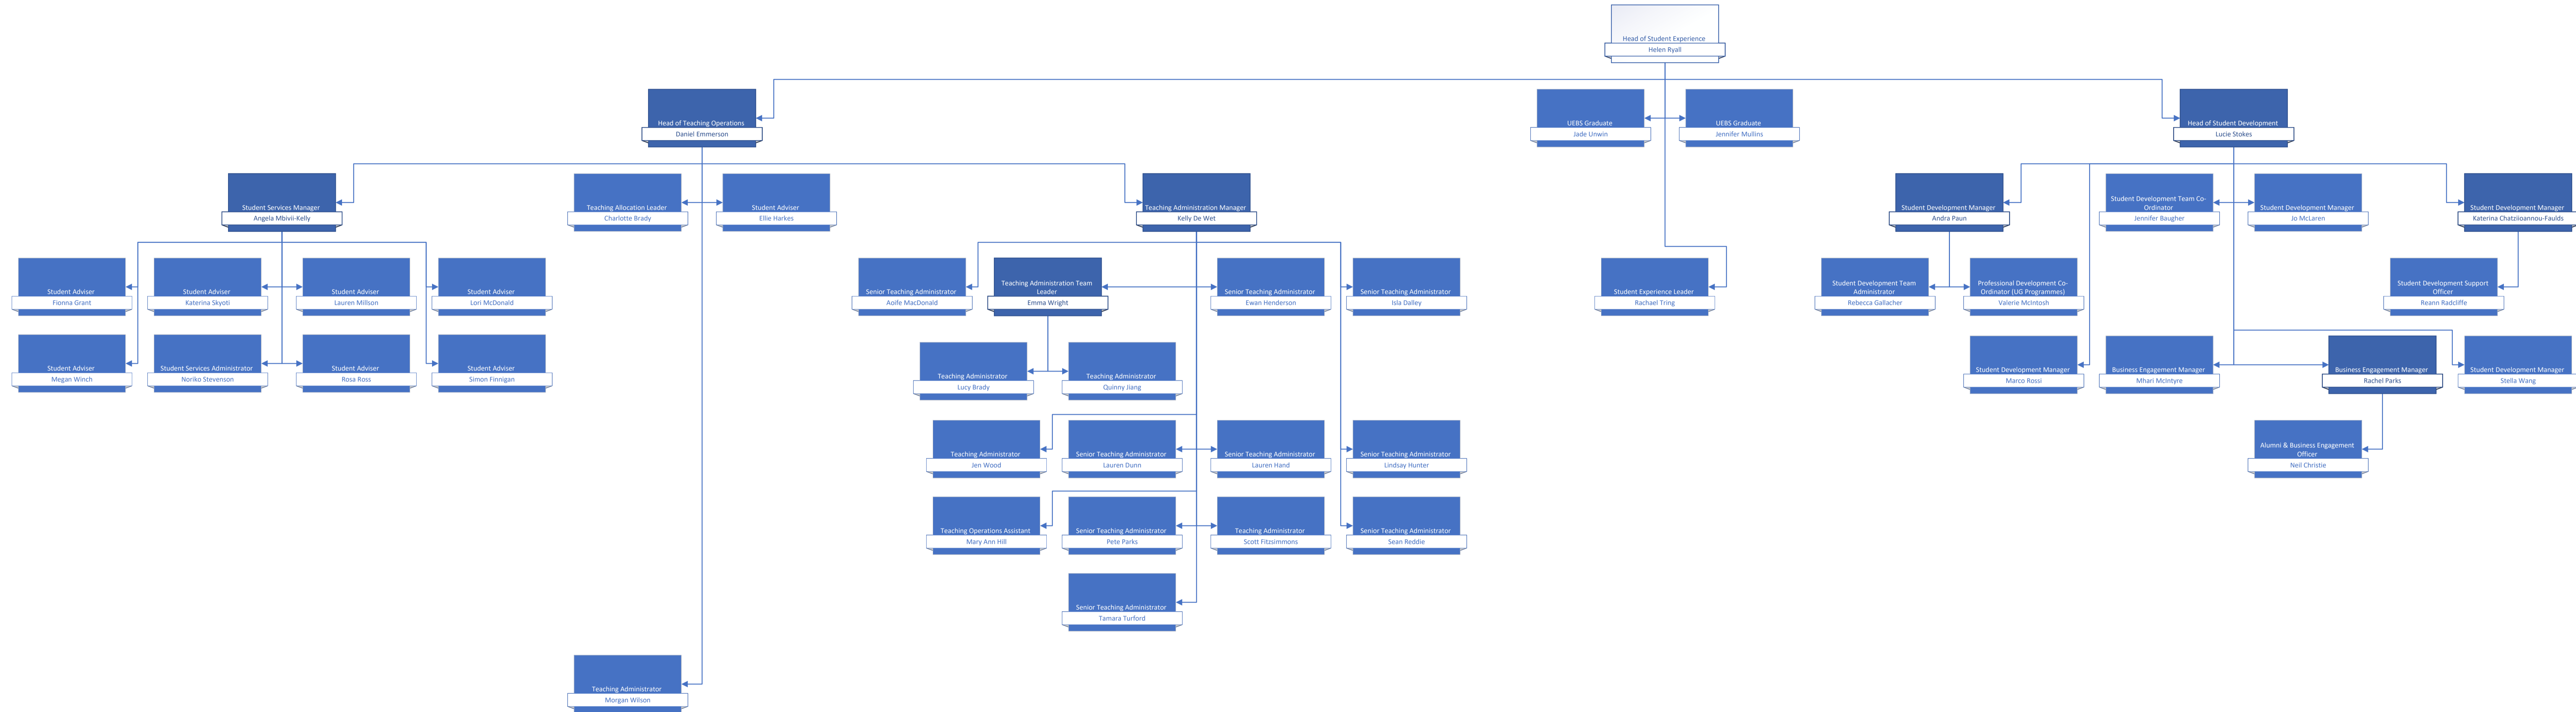 Head of Student Experience
Helen Ryall
Head of Teaching Operations
Daniel Emmerson
UEBS Graduate
Jade Unwin
UEBS Graduate
Jennifer Mullins
Head of Student Development
Lucie Stokes
Student Services Manager
Angela Mbivii-Kelly
Teaching Allocation Leader
Charlotte Brady
Student Adviser
Ellie Harkes
Teaching Administration Manager
Kelly De Wet
Student Development Manager
Andra Paun
Student Development Team Co-
Ordinator
Jennifer Baugher
Student Development Manager
Jo McLaren
Student Development Manager
Katerina Chatziioannou-Faulds
Student Adviser
Fionna Grant
Student Adviser
Katerina Skyoti
Student Adviser
Lauren Millson
Student Adviser
Lori McDonald
Senior Teaching Administrator
Aoife MacDonald
Teaching Administration Team
Leader
Emma Wright
Senior Teaching Administrator
Ewan Henderson
Senior Teaching Administrator
Isla Dalley
Student Experience Leader
Rachael Tring
Student Development Team
Administrator
Rebecca Gallacher
Professional Development Co-
Ordinator (UG Programmes)
Valerie McIntosh
Student Development Support
Officer
Reann Radcliffe
Student Adviser
Megan Winch
Student Services Administrator
Noriko Stevenson
Student Adviser
Rosa Ross
Student Adviser
Simon Finnigan
Teaching Administrator
Lucy Brady
Teaching Administrator
Quinny Jiang
Student Development Manager
Marco Rossi
Business Engagement Manager
Mhari McIntyre
Business Engagement Manager
Rachel Parks
Student Development Manager
Stella Wang
Teaching Administrator
Jen Wood
Senior Teaching Administrator
Lauren Dunn
Senior Teaching Administrator
Lauren Hand
Senior Teaching Administrator
Lindsay Hunter
Alumni & Business Engagement
Officer
Neil Christie
Teaching Operations Assistant
Mary Ann Hill
Senior Teaching Administrator
Pete Parks
Teaching Administrator
Scott Fitzsimmons
Senior Teaching Administrator
Sean Reddie
Senior Teaching Administrator
Tamara Turford
Teaching Administrator
Morgan Wilson